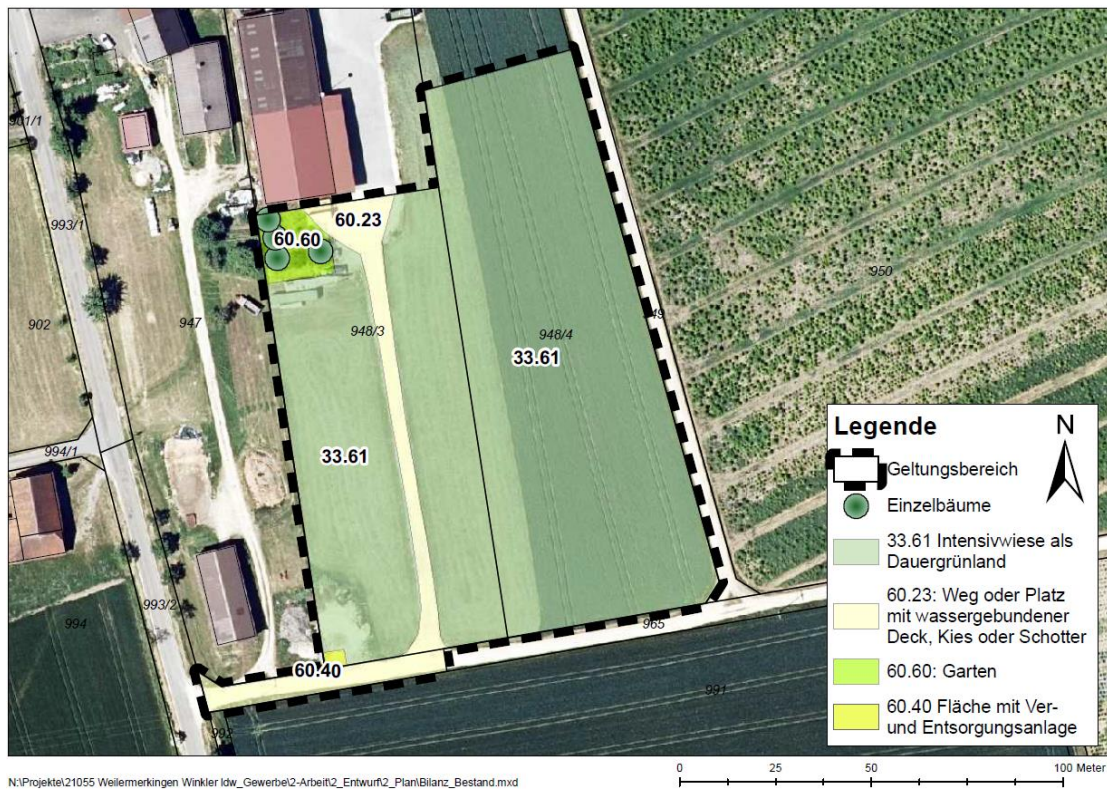 901/1
993/1
902
947
994/1
993/2
994
992
60.60
60.23
948/3
948/4
33.61
33.61
60.40
965
991
950
949
Legende
N
Geltungsbereich
Einzelbäume
33.61 Intensivwiese als
Dauergrünland
60.23: Weg oder Platz
mit wassergebundener
Deck, Kies oder Schotter
60.60: Garten
60.40 Fläche mit Ver-
und Entsorgungsanlage
N:\Projekte\21055 Weilermerkingen Winkler ldw_Gewerbe\2-Arbeit\2_Entwurf\2_Plan\Bilanz_Bestand.mxd
0 25 50 100 Meter